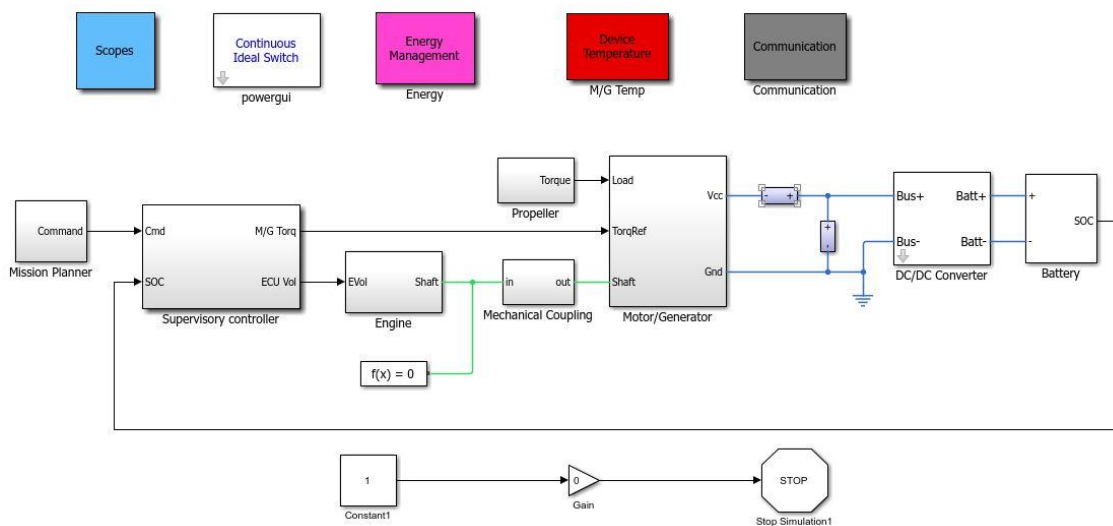 Scopes
Continuous
Ideal Switch
powergui
Energy
Management
Energy
Device
Temperature
M/G Temp
Communication
Communication
Command
Mission Planner
Cmd
SOC
M/G Torq
ECU Vol
Supervisory controller
EVol
Shaft
Engine
f(x) = 0
in
out
Mechanical Coupling
Torque
Propeller
Load
TorqRef
Shaft
Vcc
Gnd
Motor/Generator
- +
+
-
Bus+
Bus-
Batt+
Batt-
DC/DC Converter
+
-
SOC
Battery
1
Constant1
0
Gain
STOP
Stop Simulation1